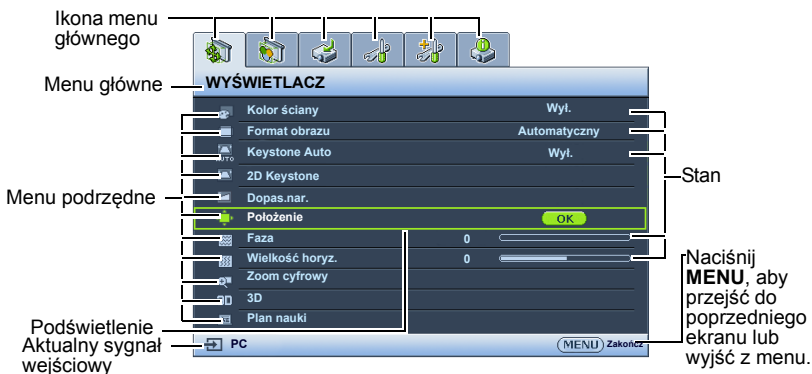 Ikona menu
głównego
Menu główne
WYŚWIETLACZ
Kolor ściany Wył.
Format obrazu Automatyczny
AUTO Keystone Auto Wył.
2D Keystone
Dopas.nar.
Położenie OK
Faza 0
Wielkość horyz. 0
Zoom cyfrowy
3D 3D
Plan nauki
PC MENU Zakończ
Menu podrzędne
Stan
Podświetlenie
Aktualny sygnał
wejściowy
Naciśnij
MENU, aby
przejść do
poprzedniego
ekranu lub
wyjść z menu.